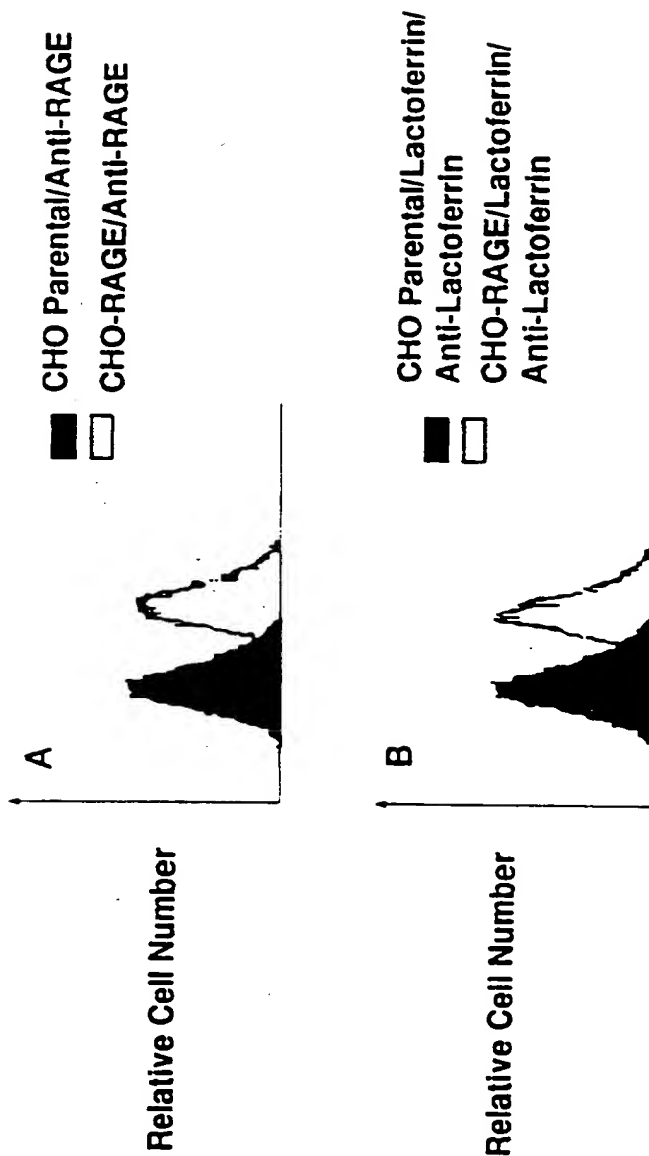 A
Relative Cell Number
CHO Parental/Anti-RAGE
CHO-RAGE/Anti-RAGE
B
Relative Cell Number
CHO Parental/Lactoferrin/
Anti-Lactoferrin
CHO-RAGE/Lactoferrin/
Anti-Lactoferrin